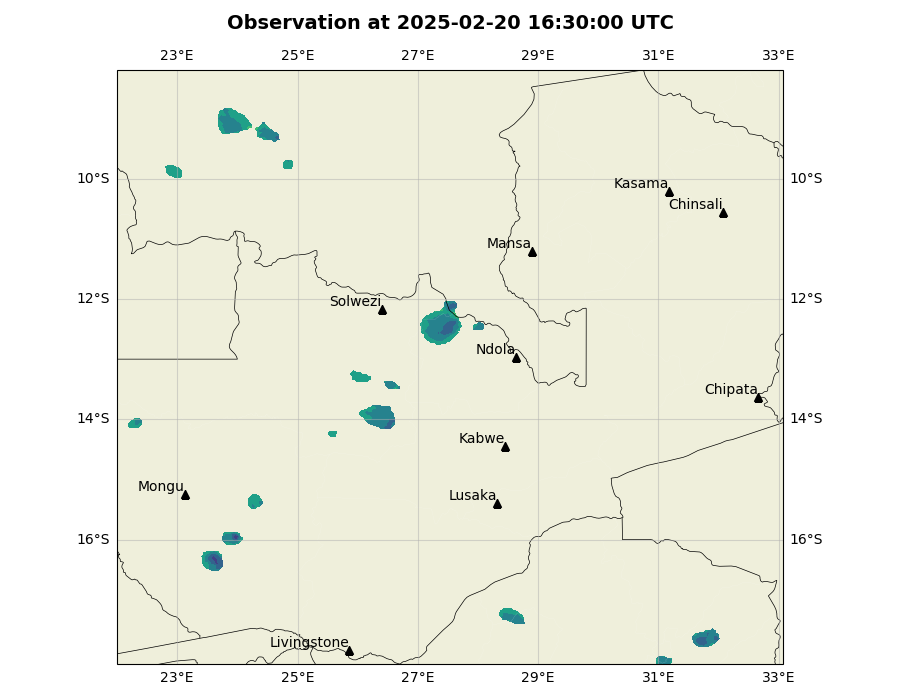 Observation at 2025-02-20 16:30:00 UTC
23°E 25°E 27°E 29°E 31°E 33°E
10°S 10°S
Kasama
Chinsali
Mansa
12°S 12°S
Solwezi
Ndola
Chipata
14°S 14°S
Kabwe
Mongu
Lusaka
16°S 16°S
Livingstone
23°E 25°E 27°E 29°E 31°E 33°E